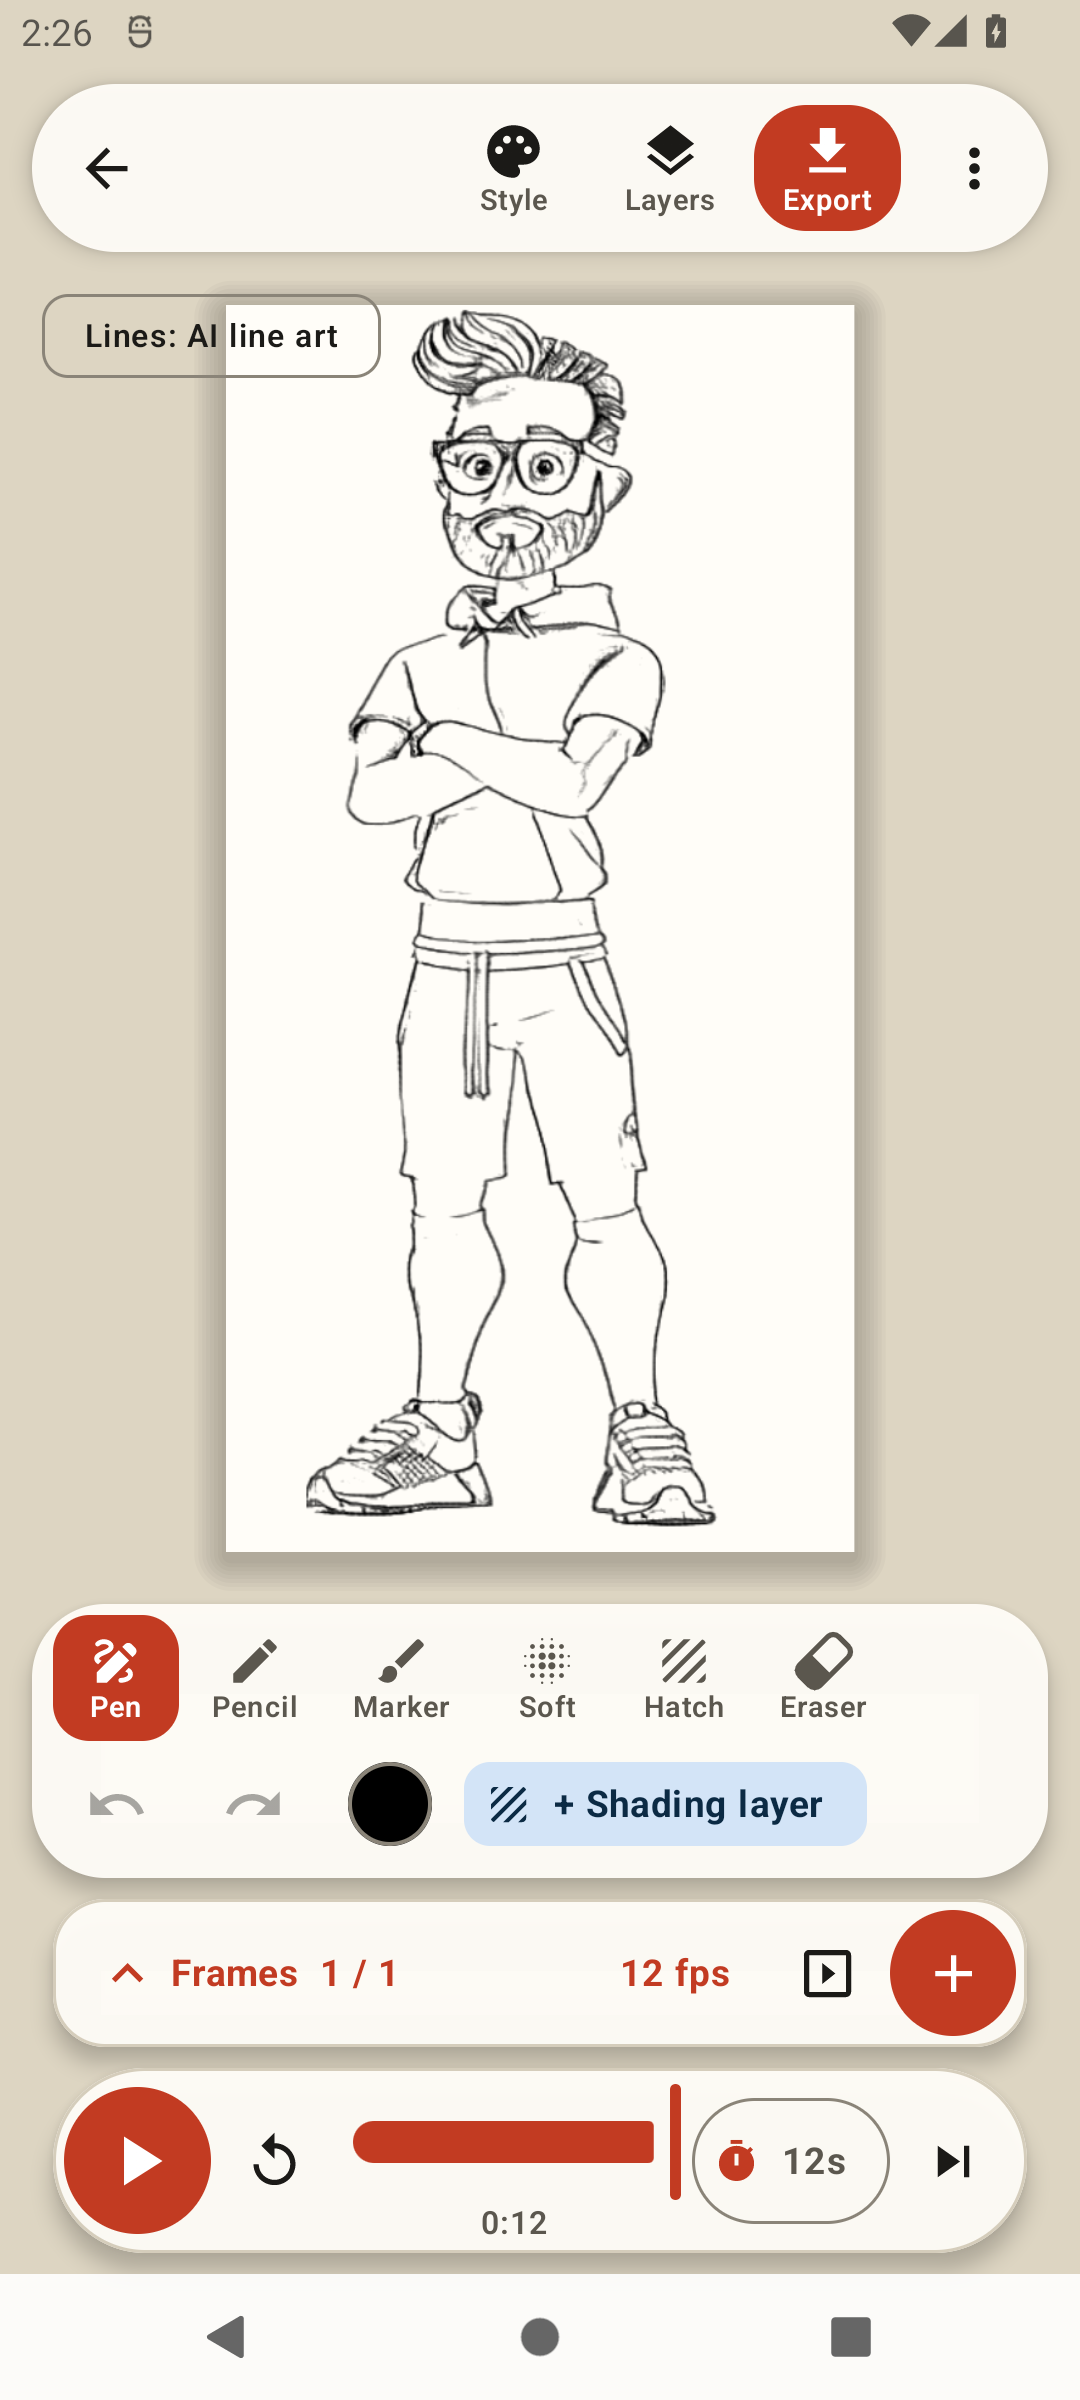 2:26
Style
Layers
Export
Lines: AI line art
Pen
Pencil
Marker
Soft
Hatch
Eraser
+ Shading layer
Frames 1 / 1
12 fps
12s
0:12